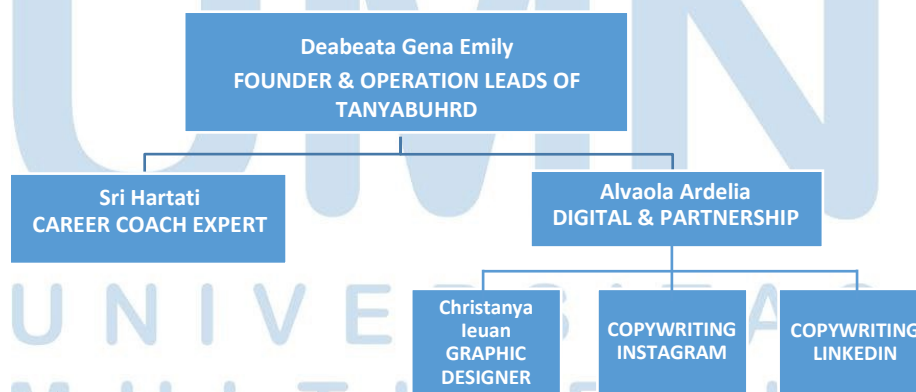 Deabeata Gena Emily
FOUNDER & OPERATION LEADS OF
TANYABUHRD
Sri Hartati
CAREER COACH EXPERT
Alvaola Ardelia
DIGITAL & PARTNERSHIP
Christanya
Ieuan
GRAPHIC
DESIGNER
COPYWRITING
INSTAGRAM
COPYWRITING
LINKEDIN
UMN